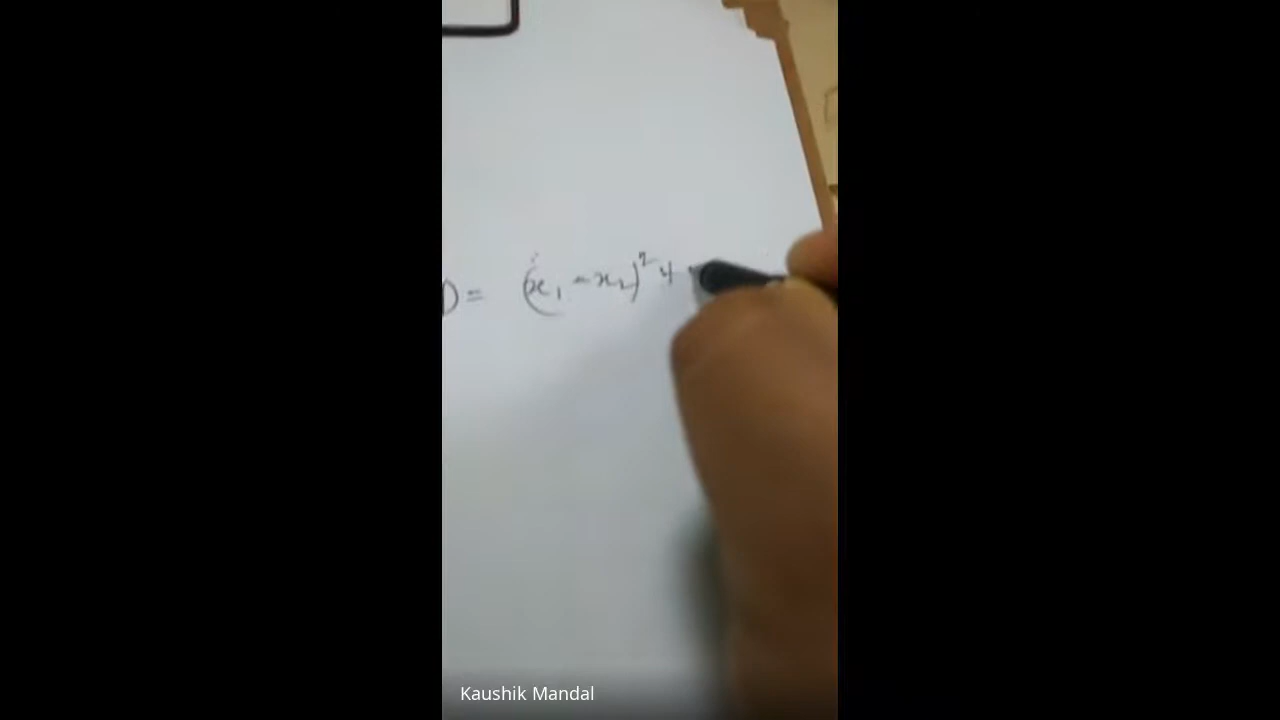 D = (x₁ - x₂)² +
Kaushik Mandal